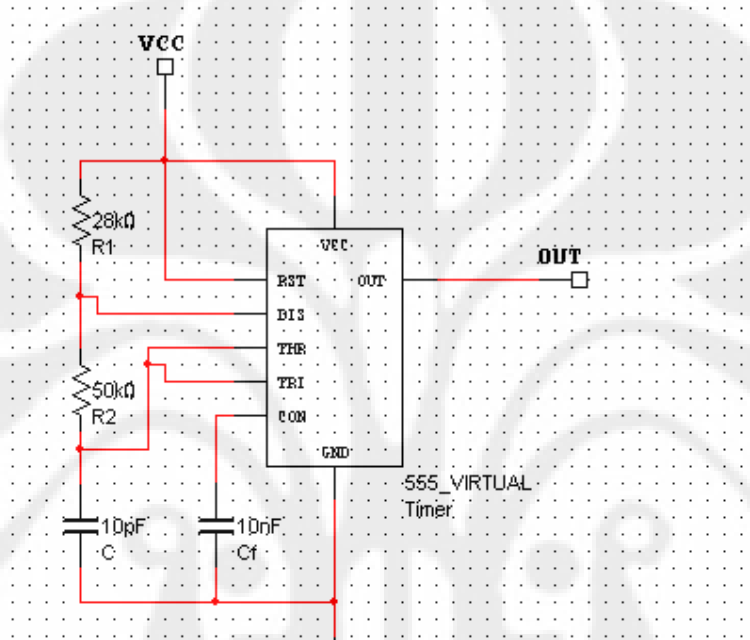 VCC
28kΩ
R1
VCC
RST
OUT
OUT
DIS
THR
50kΩ
R2
TRI
CON
GND
555_VIRTUAL
Timer
10pF
C
10nF
Cf